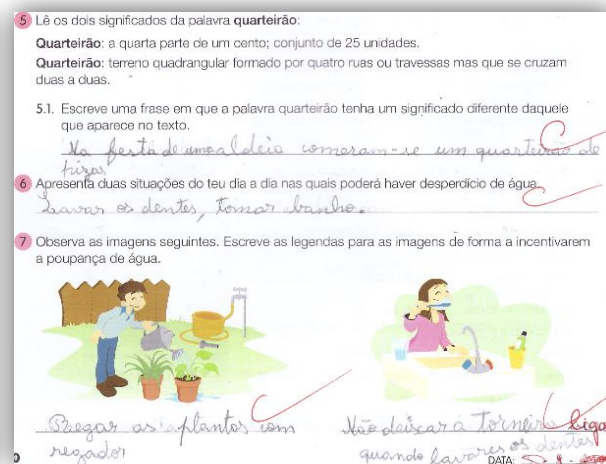 5 Lê os dois significados da palavra quarteirão:
Quarteirão: a quarta parte de um cento; conjunto de 25 unidades.
Quarteirão: terreno quadrangular formado por quatro ruas ou travessas mas que se cruzam
duas a duas.
5.1. Escreve uma frase em que a palavra quarteirão tenha um significado diferente daquele
que aparece no texto.
Na festa de uma aldeia comeram-se um quarteirão de
pizas
6 Apresenta duas situações do teu dia a dia nas quais poderá haver desperdício de água.
Lavar os dentes, tomar banho.
7 Observa as imagens seguintes. Escreve as legendas para as imagens de forma a incentivarem
a poupança de água.
Regar as plantas com
regador
Não deixar a torneira liga
quando lavares os dentes
DATA: